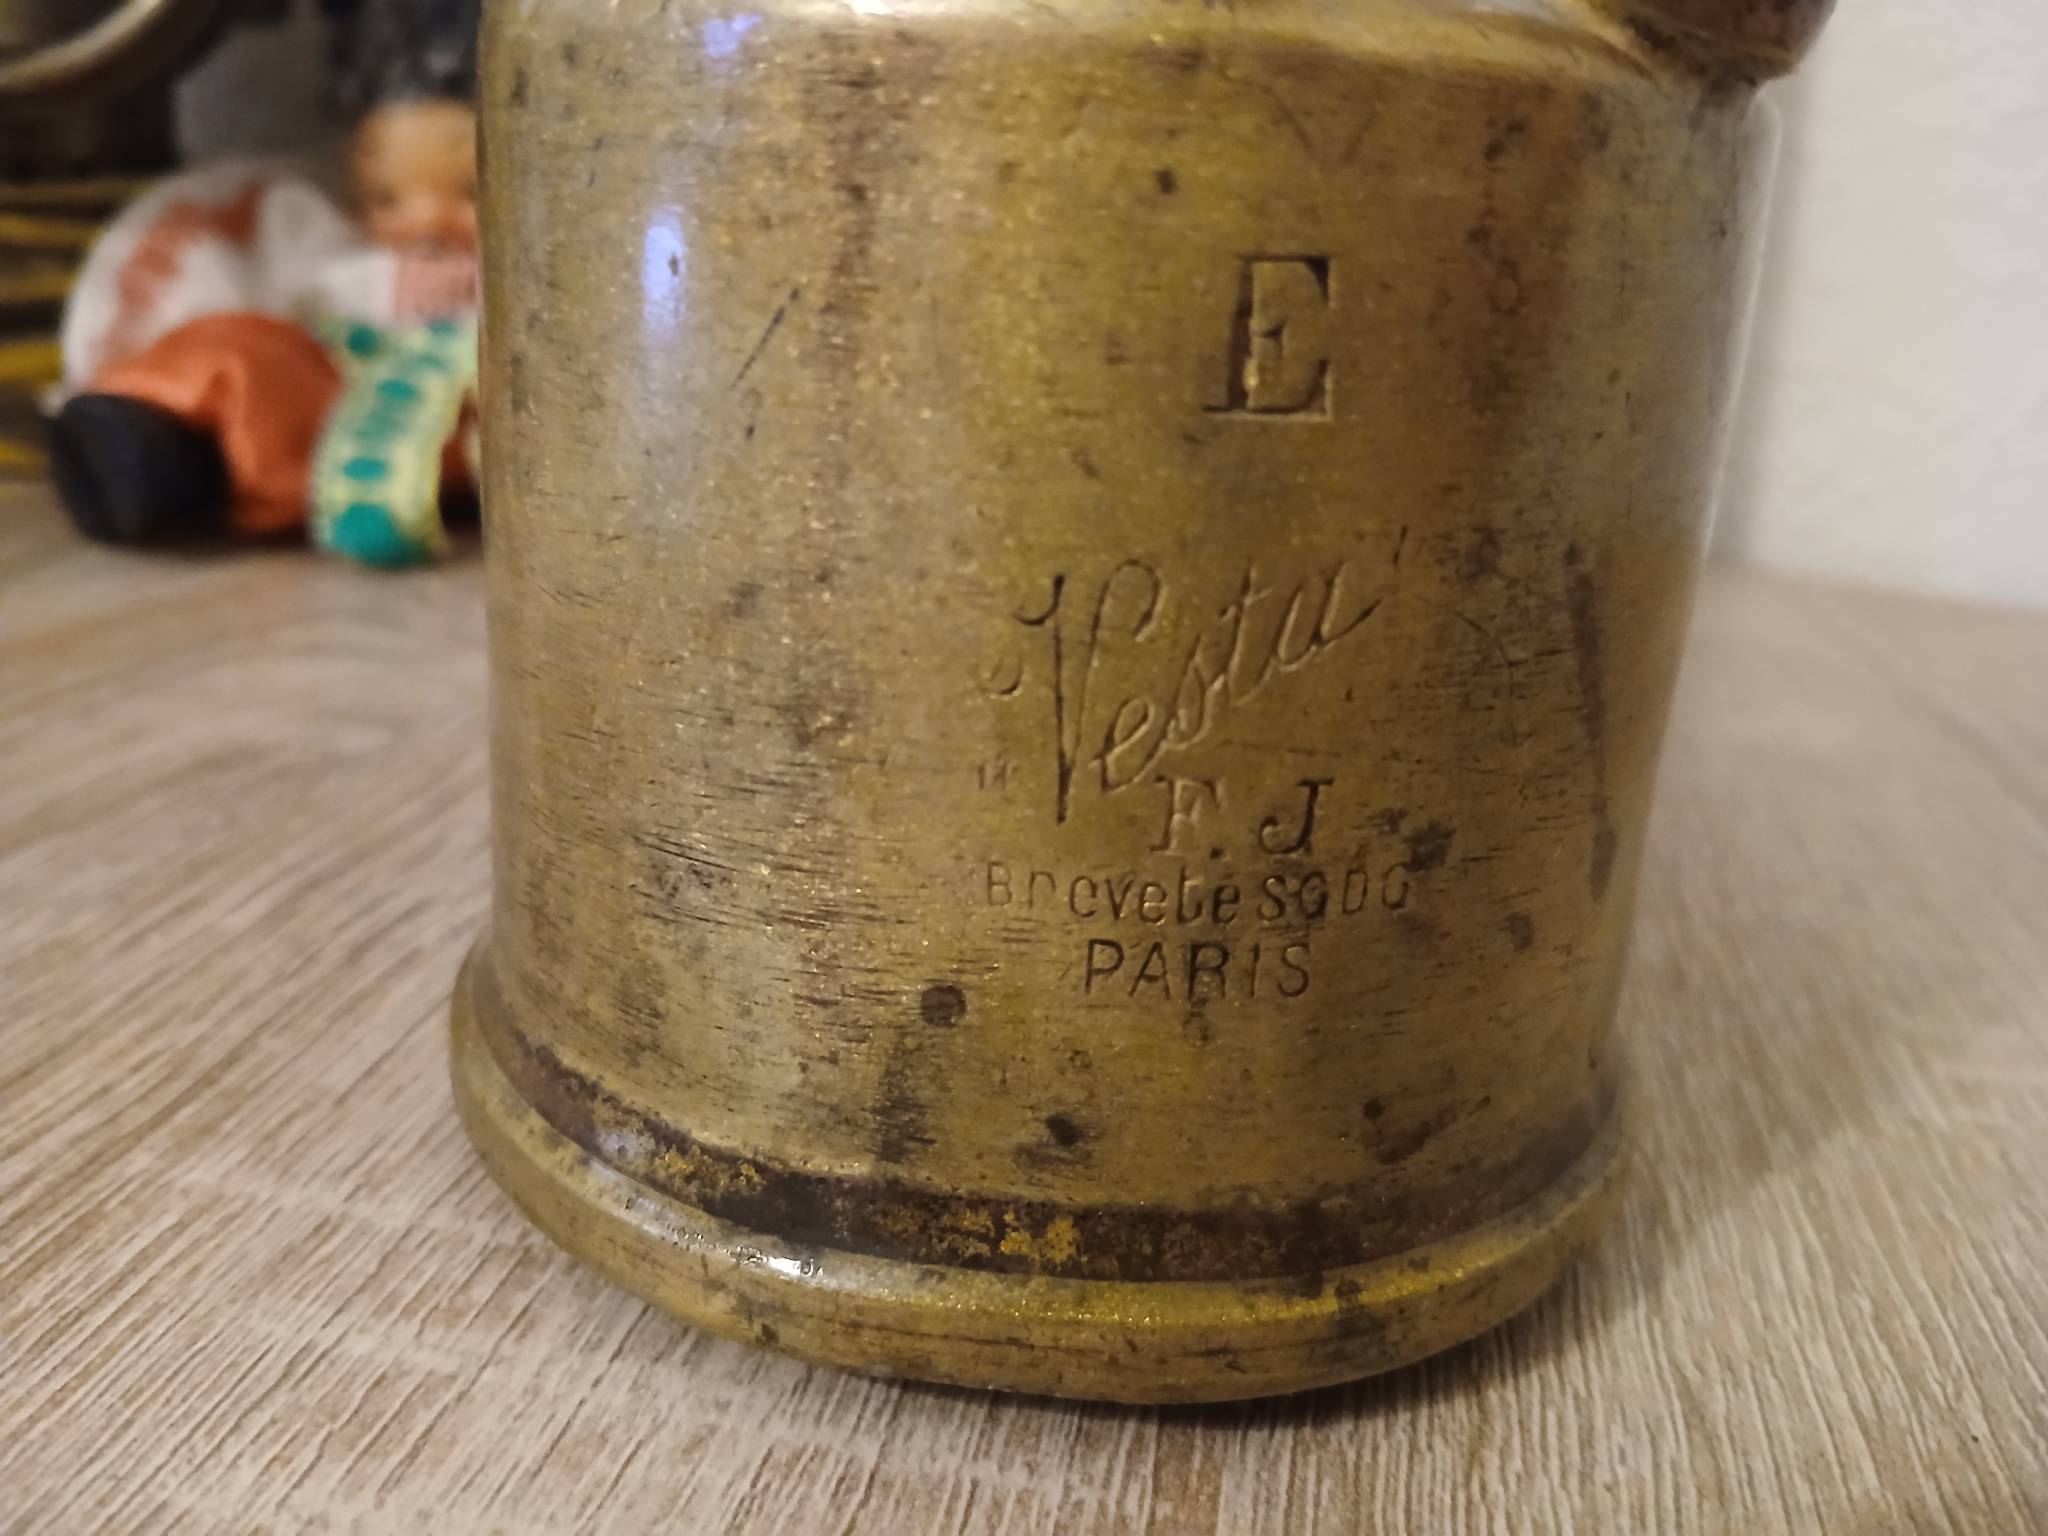 E
Vesta
F. J
Breveté SGDG
PARIS